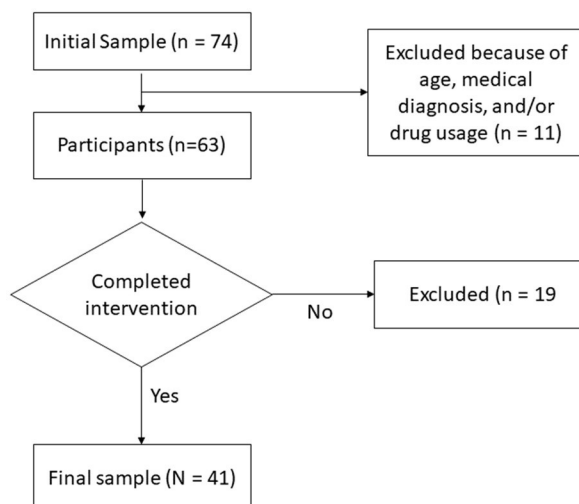 Initial Sample (n = 74)
Excluded because of
age, medical
diagnosis, and/or
drug usage (n = 11)
Participants (n=63)
Completed
intervention
No
Excluded (n = 19
Yes
Final sample (N = 41)